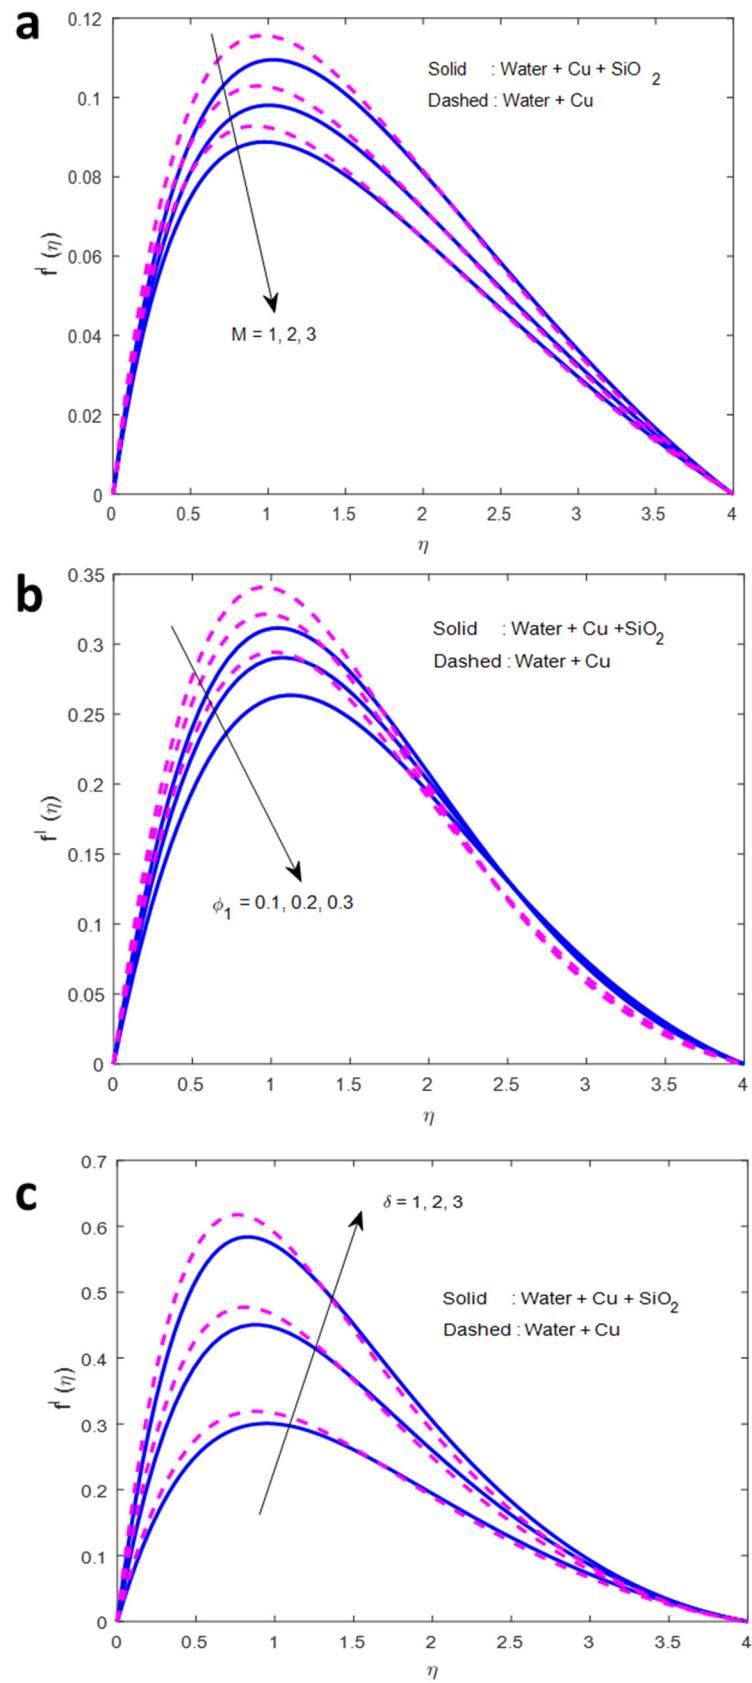 a
0.12
0.1
0.08
0.06
0.04
0.02
0
f' (η)
Solid : Water + Cu + SiO 2
Dashed : Water + Cu
M = 1, 2, 3
0 0.5 1 1.5 2 2.5 3 3.5 4
η
b
0.35
0.3
0.25
0.2
0.15
0.1
0.05
0
f' (η)
Solid : Water + Cu +SiO2
Dashed : Water + Cu
ϕ1 = 0.1, 0.2, 0.3
0 0.5 1 1.5 2 2.5 3 3.5 4
η
c
0.7
0.6
0.5
0.4
0.3
0.2
0.1
0
f' (η)
δ = 1, 2, 3
Solid : Water + Cu + SiO2
Dashed : Water + Cu
0 0.5 1 1.5 2 2.5 3 3.5 4
η